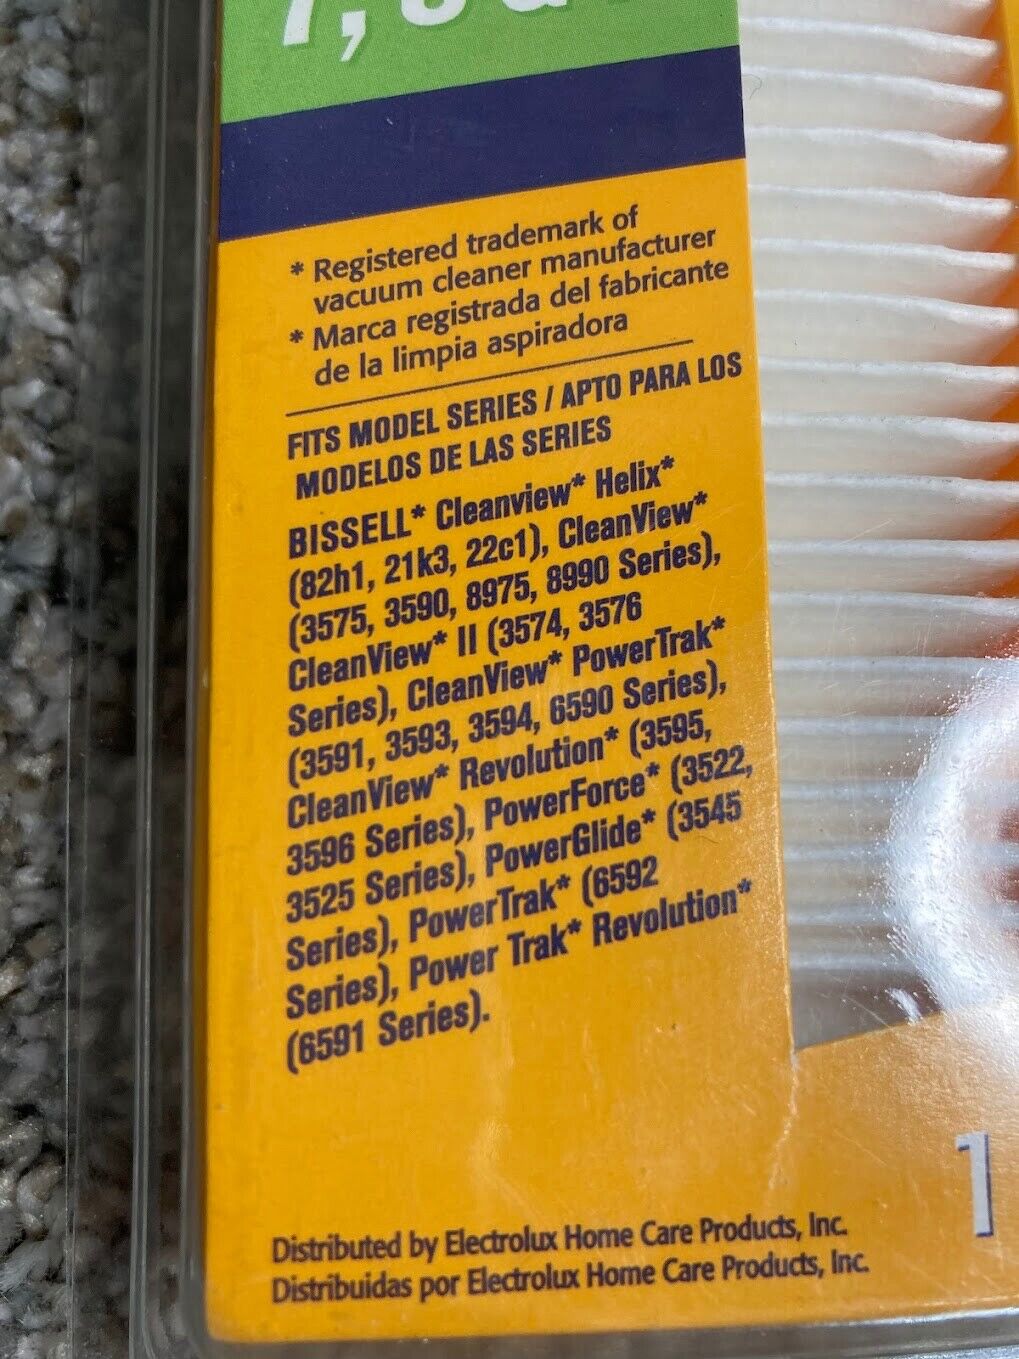 7,
* Registered trademark of
vacuum cleaner manufacturer
* Marca registrada del fabricante
de la limpia aspiradora
FITS MODEL SERIES / APTO PARA LOS
MODELOS DE LAS SERIES
BISSELL* Cleanview* Helix*
(82h1, 21k3, 22c1), CleanView*
(3575, 3590, 8975, 8990 Series),
CleanView* II (3574, 3576
Series), CleanView* PowerTrak*
(3591, 3593, 3594, 6590 Series),
CleanView* Revolution* (3595,
3596 Series), PowerForce* (3522,
3525 Series), PowerGlide* (3545
Series), PowerTrak* (6592
Series), Power Trak* Revolution*
(6591 Series).
1
Distributed by Electrolux Home Care Products, Inc.
Distribuidas por Electrolux Home Care Products, Inc.